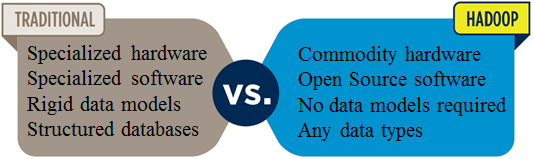 TRADITIONAL
Specialized hardware
Specialized software
Rigid data models
Structured databases
VS.
HADOOP
Commodity hardware
Open Source software
No data models required
Any data types